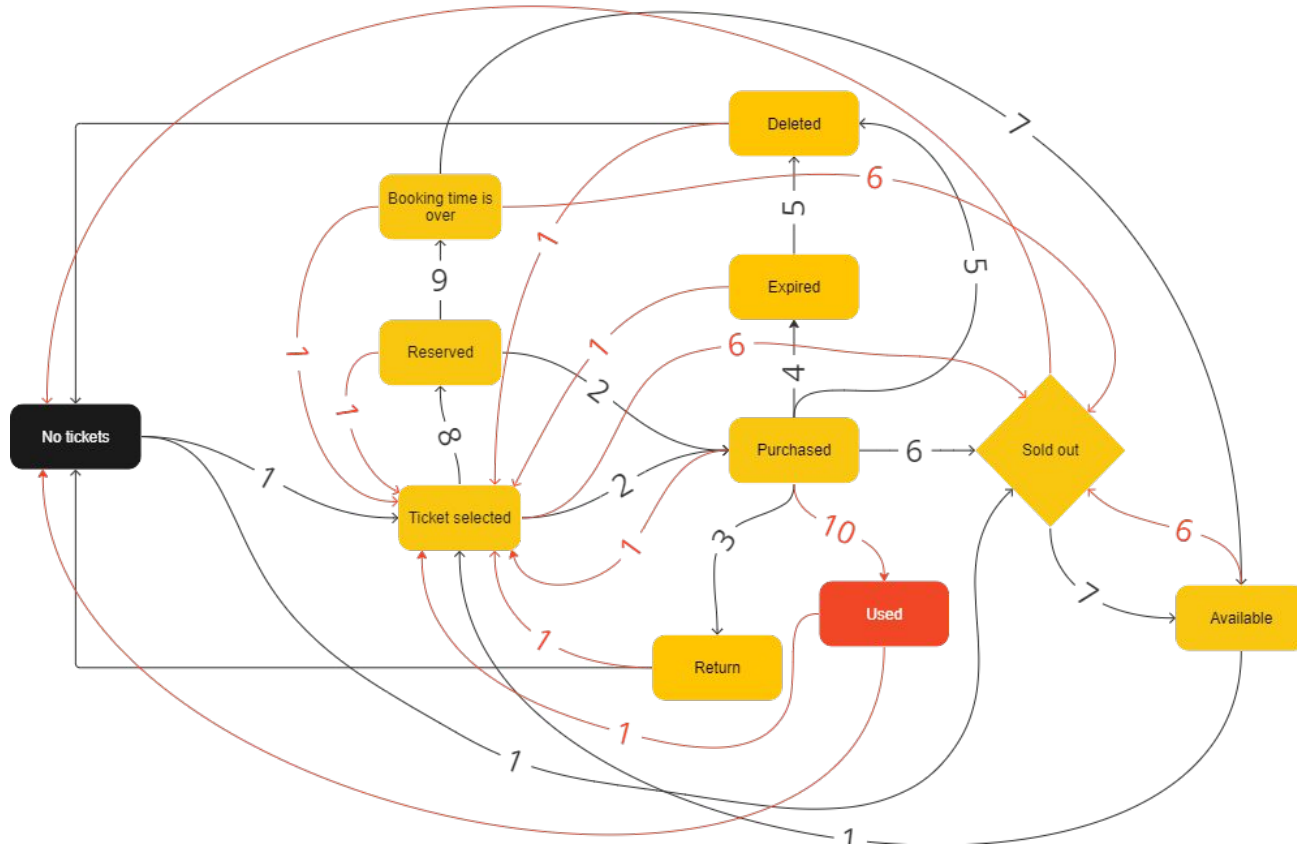 7
Deleted
6
Booking time is
over
5
1
5
9
Expired
1
Reserved
1
6
2
4
1
No tickets
8
Purchased
6
Sold out
1
2
Ticket selected
3
10
1
6
7
Used
Available
1
Return
1
1
1